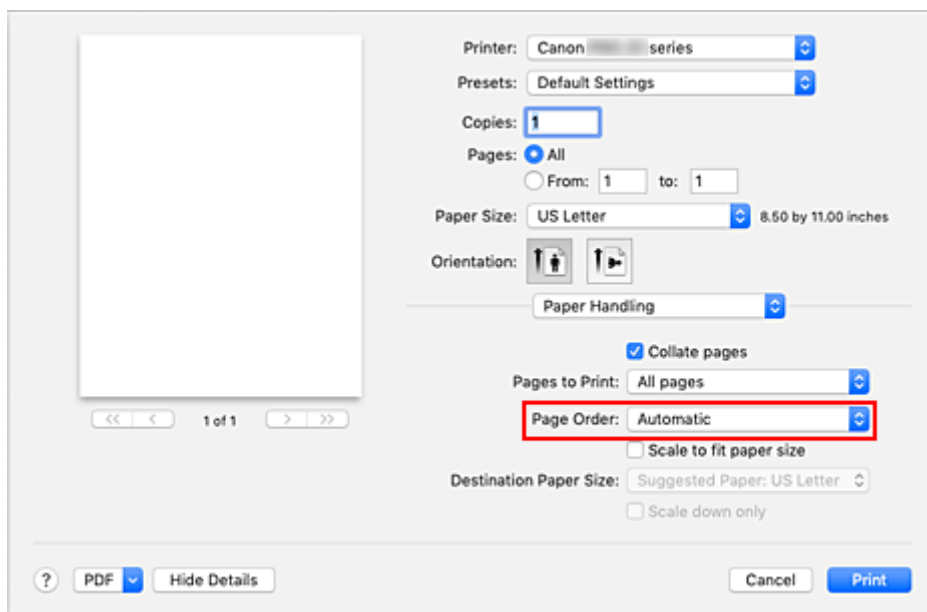 Printer: Canon series
Presets: Default Settings
Copies: 1
Pages: All
From: 1 to: 1
Paper Size: US Letter 8.50 by 11.00 inches
Orientation:
Paper Handling
Collate pages
Pages to Print: All pages
1 of 1
Page Order: Automatic
Scale to fit paper size
Destination Paper Size: Suggested Paper: US Letter
Scale down only
? PDF Hide Details Cancel Print